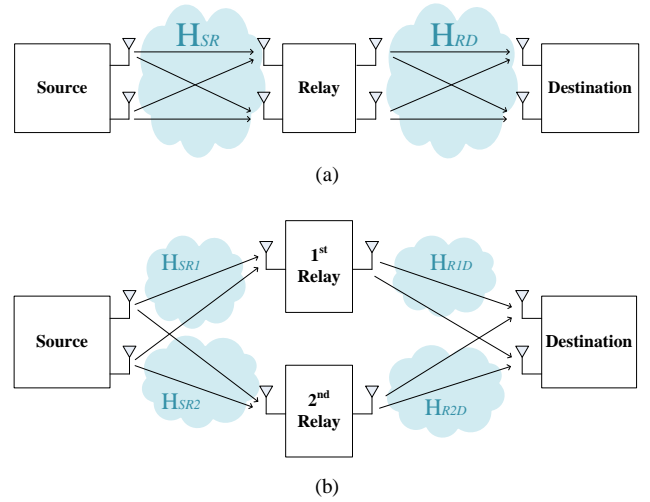 H_SR H_RD
Source Relay Destination
(a)
1st
Relay
H_SR1 H_R1D
Source Destination
H_SR2 H_R2D
2nd
Relay
(b)